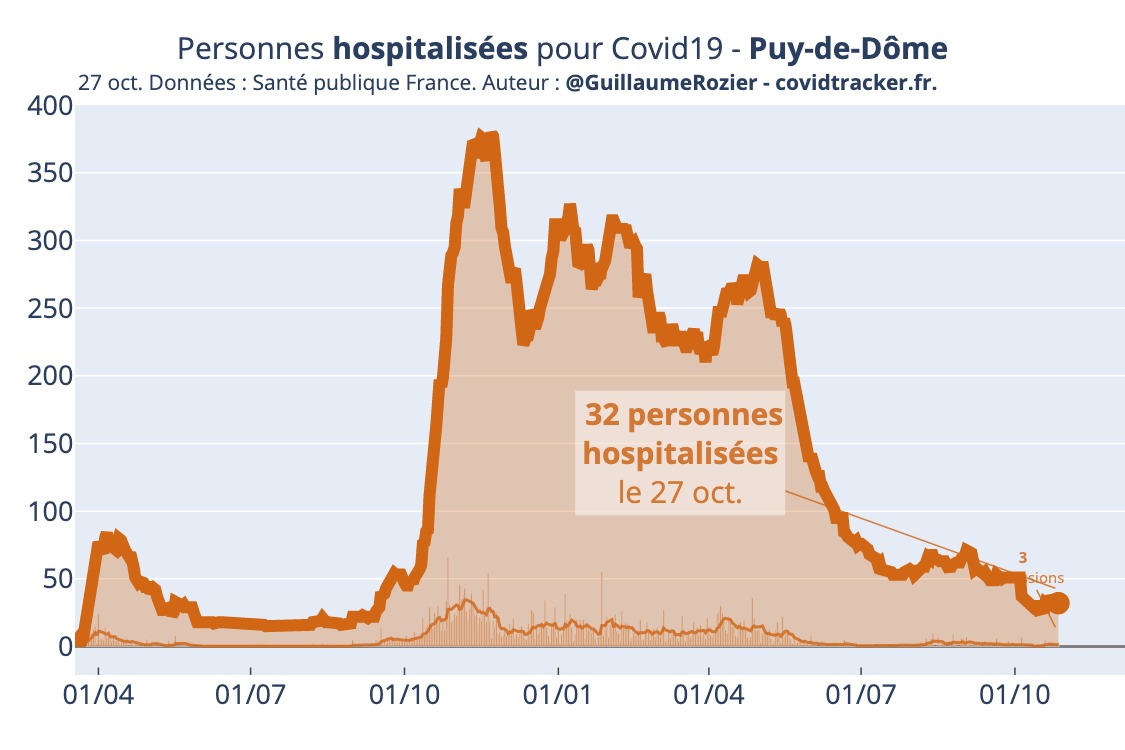 Personnes hospitalisées pour Covid19 - Puy-de-Dôme
27 oct. Données : Santé publique France. Auteur : @GuillaumeRozier - covidtracker.fr.
400
350
300
250
200
150
100
50
0
32 personnes
hospitalisées
le 27 oct.
3
sions
01/04
01/07
01/10
01/01
01/04
01/07
01/10